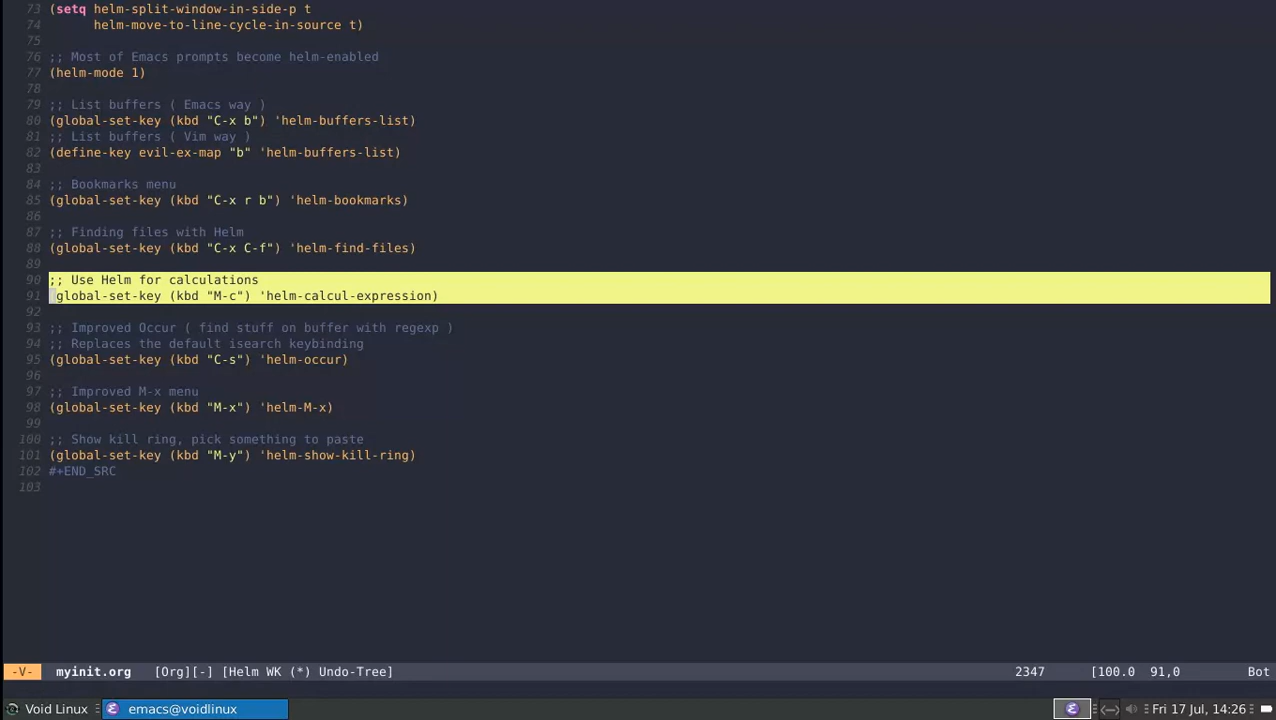 73 (setq helm-split-window-in-side-p t
74 helm-move-to-line-cycle-in-source t)
75
76 ;; Most of Emacs prompts become helm-enabled
77 (helm-mode 1)
78
79 ;; List buffers ( Emacs way )
80 (global-set-key (kbd "C-x b") 'helm-buffers-list)
81 ;; List buffers ( Vim way )
82 (define-key evil-ex-map "b" 'helm-buffers-list)
83
84 ;; Bookmarks menu
85 (global-set-key (kbd "C-x r b") 'helm-bookmarks)
86
87 ;; Finding files with Helm
88 (global-set-key (kbd "C-x C-f") 'helm-find-files)
89
90 ;; Use Helm for calculations
91 global-set-key (kbd "M-c") 'helm-calcul-expression)
92
93 ;; Improved Occur ( find stuff on buffer with regexp )
94 ;; Replaces the default isearch keybinding
95 (global-set-key (kbd "C-s") 'helm-occur)
96
97 ;; Improved M-x menu
98 (global-set-key (kbd "M-x") 'helm-M-x)
99
100 ;; Show kill ring, pick something to paste
101 (global-set-key (kbd "M-y") 'helm-show-kill-ring)
102 #+END_SRC
103
-V- myinit.org [Org][-] [Helm WK (*) Undo-Tree] 2347 [100.0 91,0 Bot
Void Linux emacs@voidlinux Fri 17 Jul, 14:26